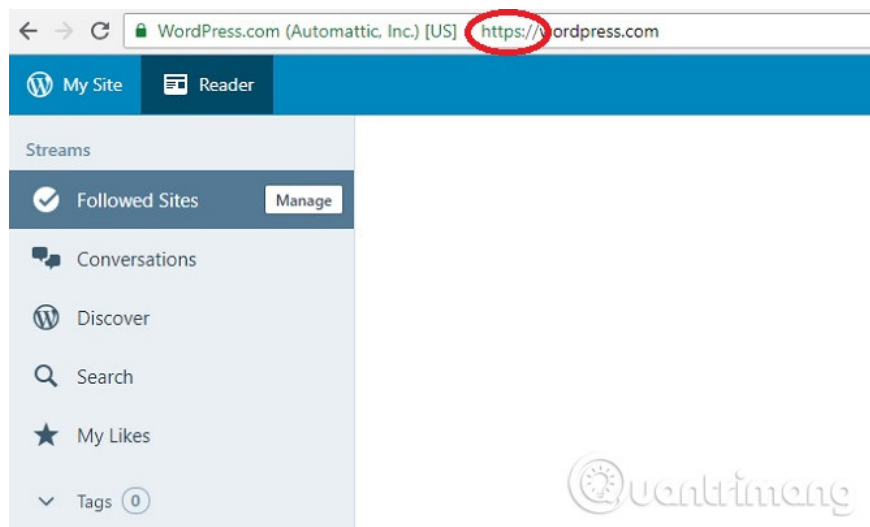 WordPress.com (Automattic, Inc.) [US] https://wordpress.com
My Site Reader
Streams
Followed Sites Manage
Conversations
Discover
Search
My Likes
Tags 0
Quantrimang